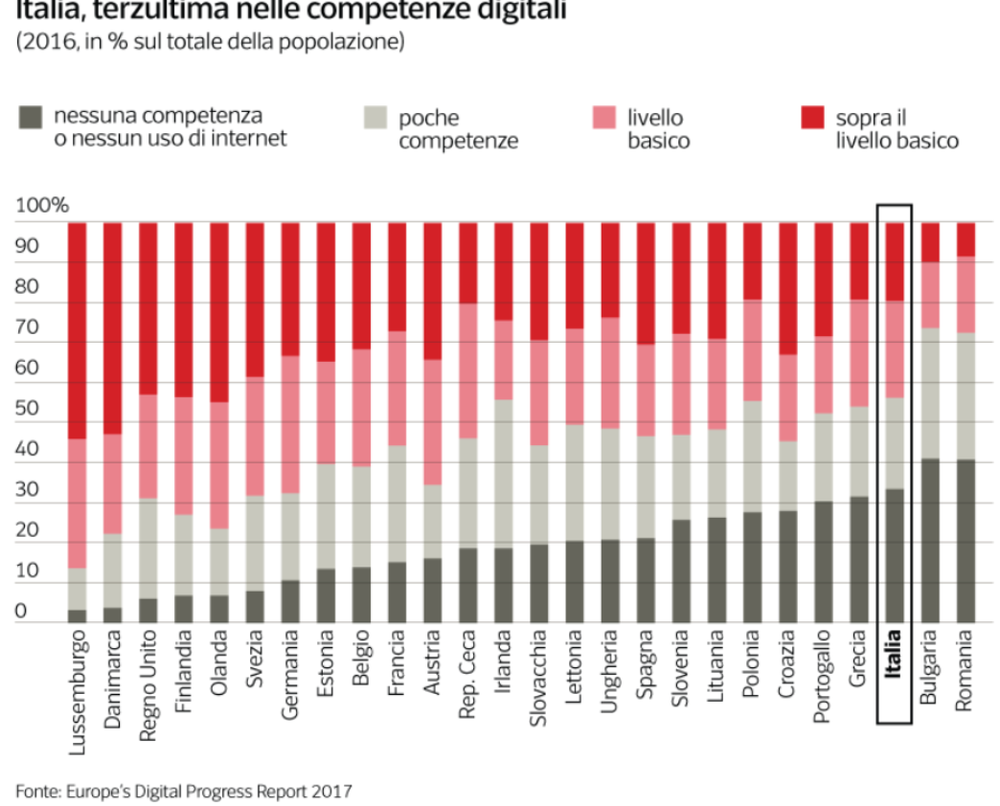 Italia, terzultima nelle competenze digitali
(2016, in % sul totale della popolazione)
nessuna competenza
o nessun uso di internet
poche
competenze
livello
basico
sopra il
livello basico
100%
90
80
70
60
50
40
30
20
10
0
Lussemburgo
Danimarca
Regno Unito
Finlandia
Olanda
Svezia
Germania
Estonia
Belgio
Francia
Austria
Rep. Ceca
Irlanda
Slovacchia
Lettonia
Ungheria
Spagna
Slovenia
Lituania
Polonia
Croazia
Portogallo
Grecia
Italia
Bulgaria
Romania
Fonte: Europe's Digital Progress Report 2017